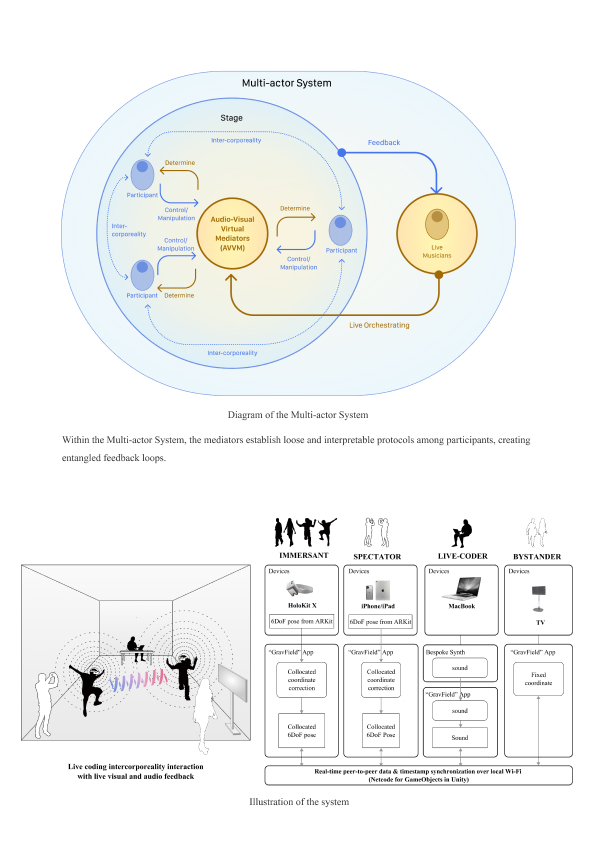 Multi-actor System
Stage
Inter-corporeality
Feedback
Determine
Participant
Control/
Manipulation
Inter-
corporeality
Audio-Visual
Virtual
Mediators
(AVVM)
Determine
Control/
Manipulation
Participant
Live
Musicians
Control/
Manipulation
Participant
Determine
Live Orchestrating
Inter-corporeality
Diagram of the Multi-actor System
Within the Multi-actor System, the mediators establish loose and interpretable protocols among participants, creating
entangled feedback loops.
Live coding intercorporeality interaction
with live visual and audio feedback
IMMERSANT
Devices
HoloKit X
6DoF pose from ARKit
“GravField” App
Collocated
coordinate
correction
Collocated
6DoF pose
SPECTATOR
Devices
iPhone/iPad
6DoF pose from ARKit
“GravField” App
Collocated
coordinate
correction
Collocated
6DoF Pose
LIVE-CODER
Devices
MacBook
Bespoke Synth
sound
“GravField” App
sound
Sound
BYSTANDER
Devices
TV
“GravField” App
Fixed
coordinate
Real-time peer-to-peer data & timestamp synchronization over local Wi-Fi
(Netcode for GameObjects in Unity)
Illustration of the system